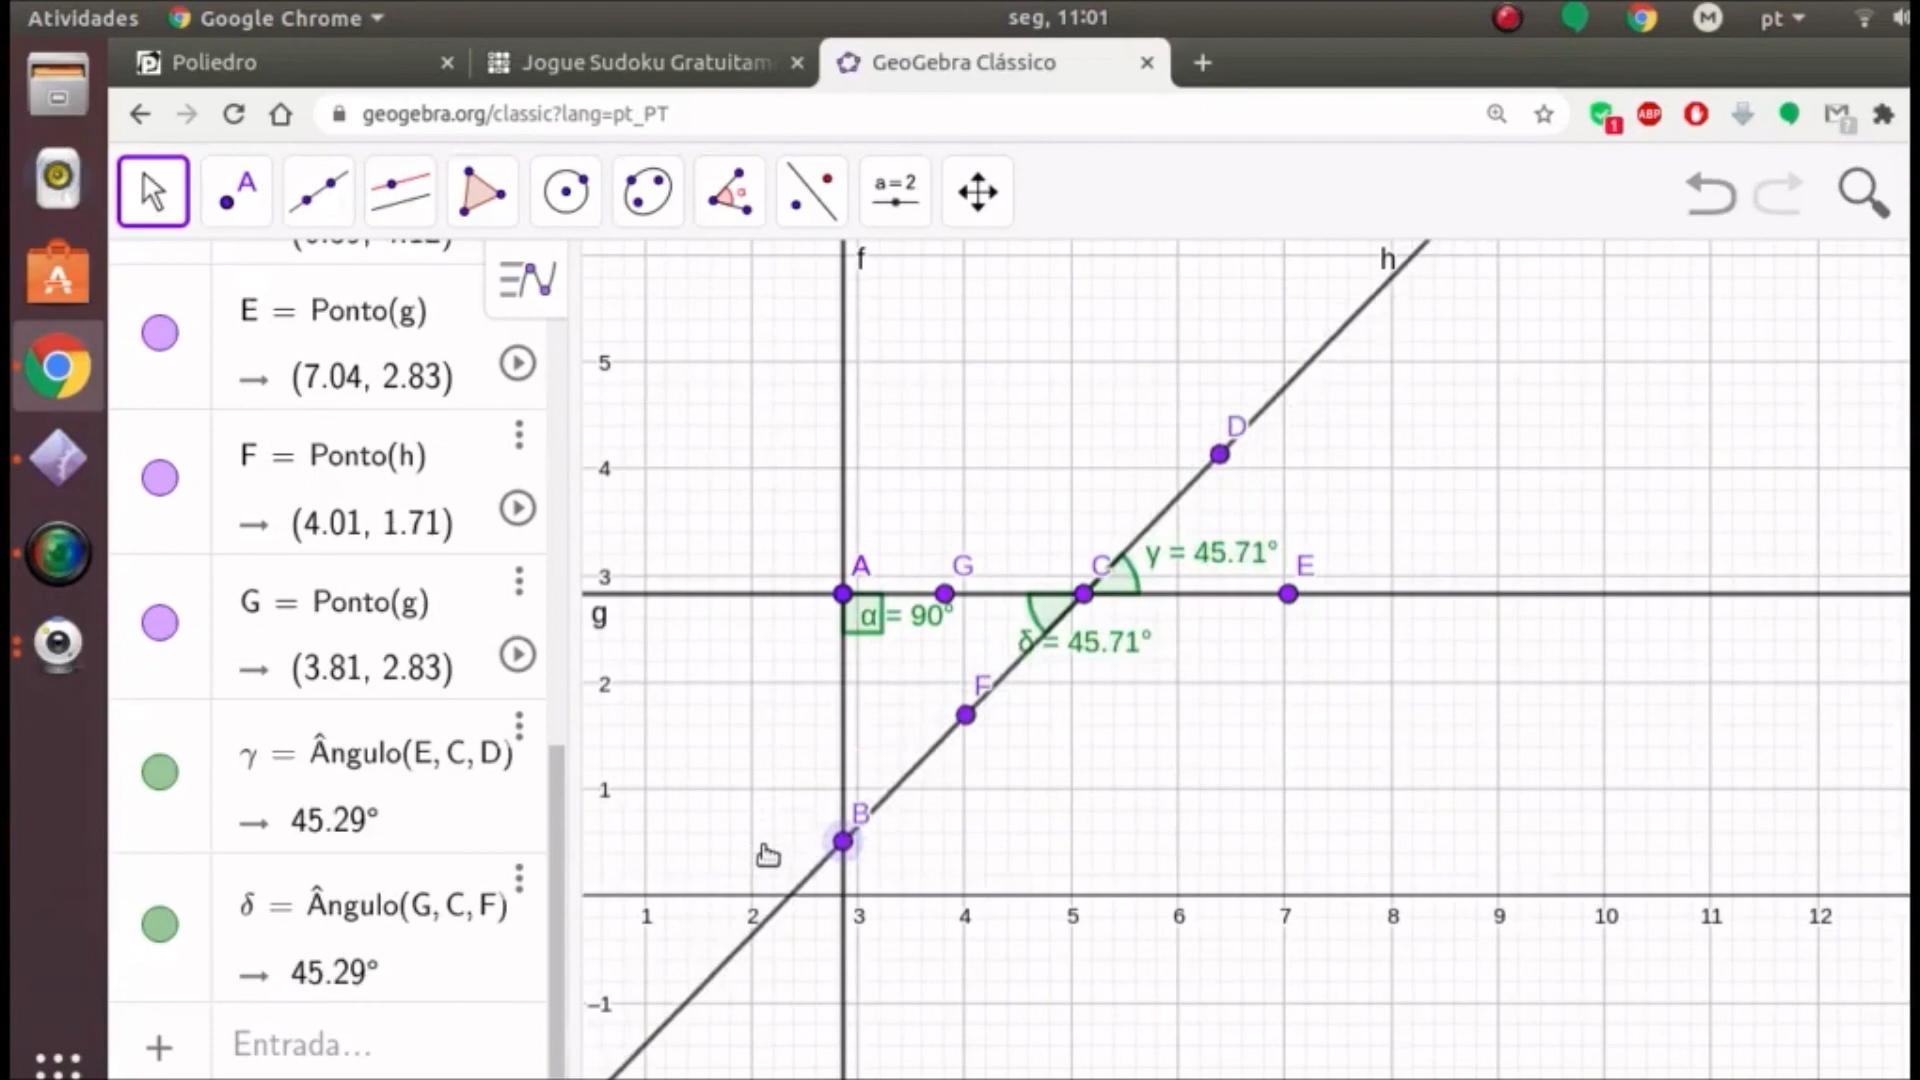 Atividades Google Chrome seg, 11:01 M pt
Poliedro Jogue Sudoku Gratuitam GeoGebra Clássico
geogebra.org/classic?lang=pt_PT 1 ABP ?
A a=2
E = Ponto(g)
→ (7.04, 2.83)
F = Ponto(h)
→ (4.01, 1.71)
G = Ponto(g)
→ (3.81, 2.83)
γ = Ângulo(E, C, D)
→ 45.29°
δ = Ângulo(G, C, F)
→ 45.29°
+ Entrada...
f h
5
D
4
A G C γ = 45.71° E
3
g α = 90°
δ = 45.71°
2 F
1
B
1 2 3 4 5 6 7 8 9 10 11 12
–1